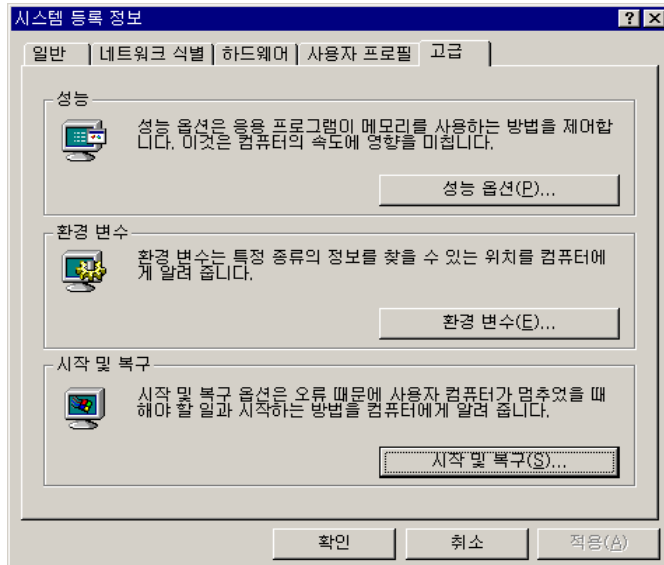 시스템 등록 정보
일반 네트워크 식별 하드웨어 사용자 프로필 고급
성능
성능 옵션은 응용 프로그램이 메모리를 사용하는 방법을 제어합
니다. 이것은 컴퓨터의 속도에 영향을 미칩니다.
성능 옵션(P)...
환경 변수
환경 변수는 특정 종류의 정보를 찾을 수 있는 위치를 컴퓨터에
게 알려 줍니다.
환경 변수(E)...
시작 및 복구
시작 및 복구 옵션은 오류 때문에 사용자 컴퓨터가 멈추었을 때
해야 할 일과 시작하는 방법을 컴퓨터에게 알려 줍니다.
시작 및 복구(S)...
확인 취소 적용(A)